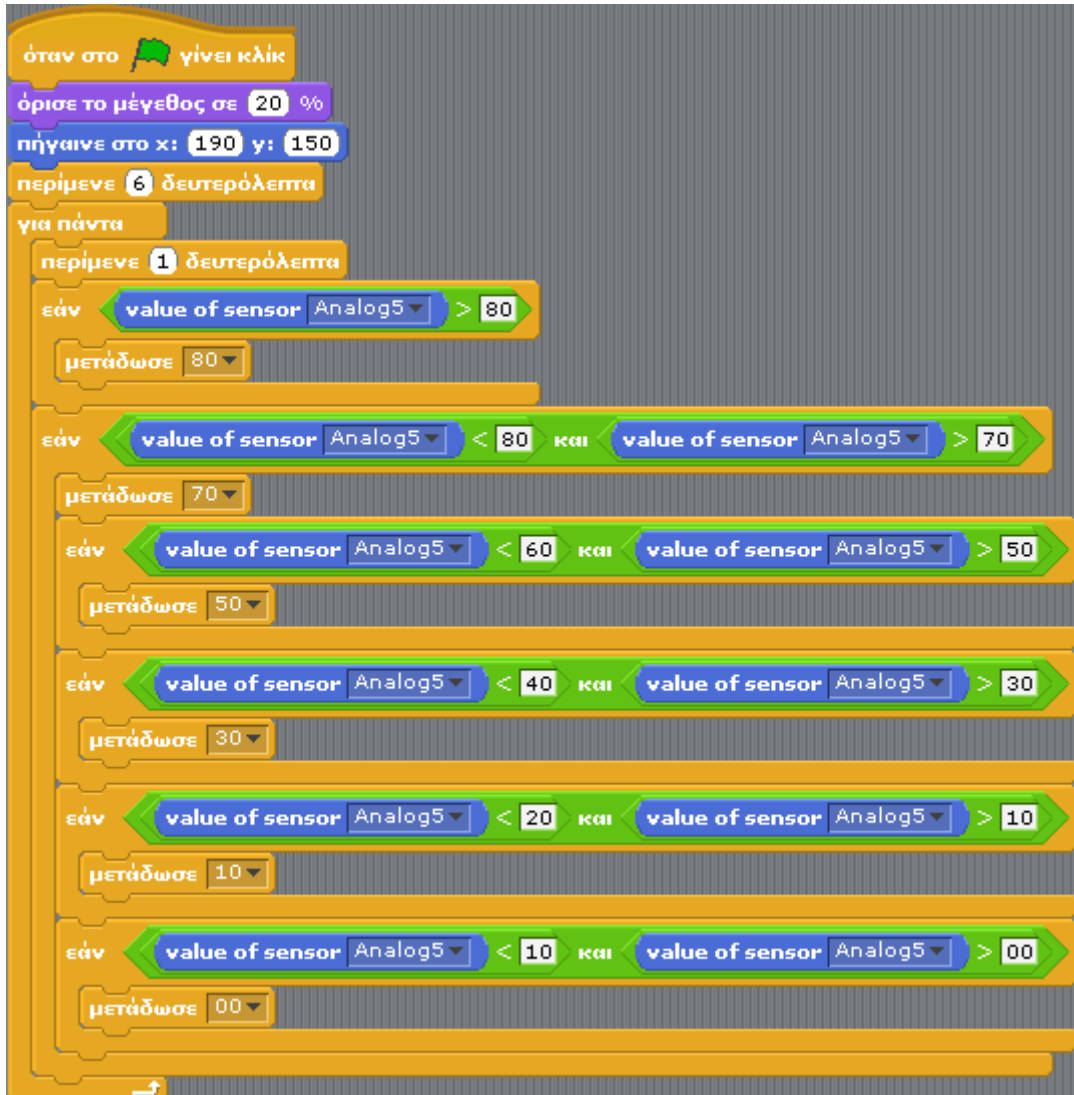 όταν στο γίνει κλίκ
όρισε το μέγεθος σε 20 %
πήγαινε στο x: 190 y: 150
περίμενε 6 δευτερόλεπτα
για πάντα
περίμενε 1 δευτερόλεπτα
εάν value of sensor Analog5 > 80
μετάδωσε 80
εάν value of sensor Analog5 < 80 και value of sensor Analog5 > 70
μετάδωσε 70
εάν value of sensor Analog5 < 60 και value of sensor Analog5 > 50
μετάδωσε 50
εάν value of sensor Analog5 < 40 και value of sensor Analog5 > 30
μετάδωσε 30
εάν value of sensor Analog5 < 20 και value of sensor Analog5 > 10
μετάδωσε 10
εάν value of sensor Analog5 < 10 και value of sensor Analog5 > 00
μετάδωσε 00